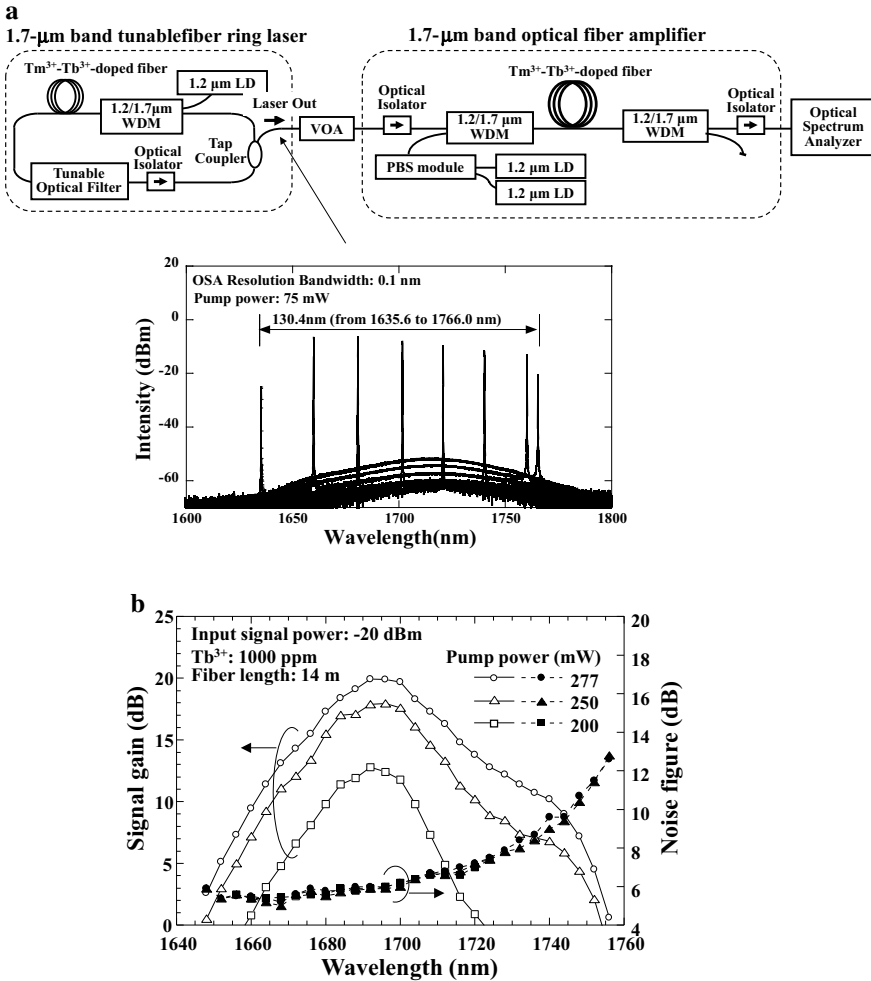 a
1.7-μm band tunablefiber ring laser
1.7-μm band optical fiber amplifier
Tm3+-Tb3+-doped fiber
1.2 μm LD
1.2/1.7μm
WDM
Laser Out
Tap
Coupler
Tunable
Optical Filter
Optical
Isolator
VOA
Optical
Isolator
1.2/1.7 μm
WDM
Tm3+-Tb3+-doped fiber
1.2/1.7 μm
WDM
Optical
Isolator
Optical
Spectrum
Analyzer
PBS module
1.2 μm LD
1.2 μm LD
OSA Resolution Bandwidth: 0.1 nm
Pump power: 75 mW
130.4nm (from 1635.6 to 1766.0 nm)
Intensity (dBm)
20
0
-20
-40
-60
1600 1650 1700 1750 1800
Wavelength(nm)
b
Input signal power: -20 dBm
Tb3+: 1000 ppm
Fiber length: 14 m
Pump power (mW)
277
250
200
Signal gain (dB)
25
20
15
10
5
0
Noise figure (dB)
20
18
16
14
12
10
8
6
4
1640 1660 1680 1700 1720 1740 1760
Wavelength (nm)